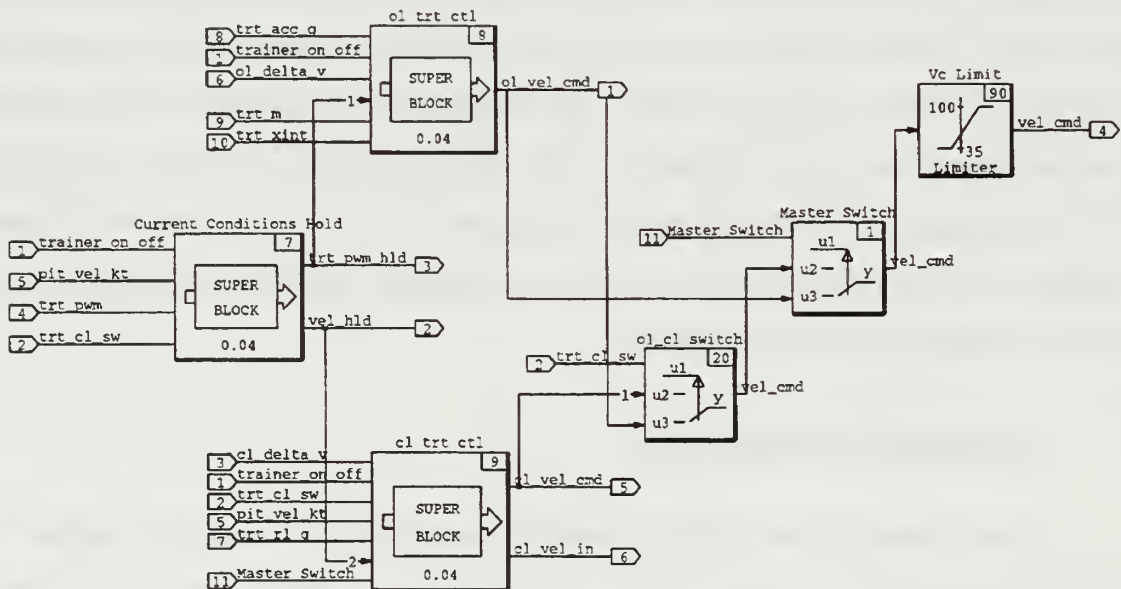 ol trt ctl
8 trt_acc_g
1 trainer_on_off
6 ol_delta_v
1
9 trt_m
10 trt_xint
8
SUPER
BLOCK
0.04
ol_vel_cmd 1
Vc Limit
90
100
35
Limiter
vel_cmd 4
Current Conditions Hold
1 trainer_on_off
5 pit_vel_kt
4 trt_pwm
2 trt_cl_sw
7
SUPER
BLOCK
0.04
trt_pwm_hld 3
vel_hld 2
Master Switch
11 Master_Switch
1
u1
u2
u3
y
vel_cmd
ol_cl_switch
2 trt_cl_sw
20
u1
1 u2
u3
y
vel_cmd
cl trt ctl
3 cl_delta_v
1 trainer_on_off
2 trt_cl_sw
5 pit_vel_kt
7 trt_rl_g
2
11 Master_Switch
9
SUPER
BLOCK
0.04
cl_vel_cmd 5
cl_vel_in 6